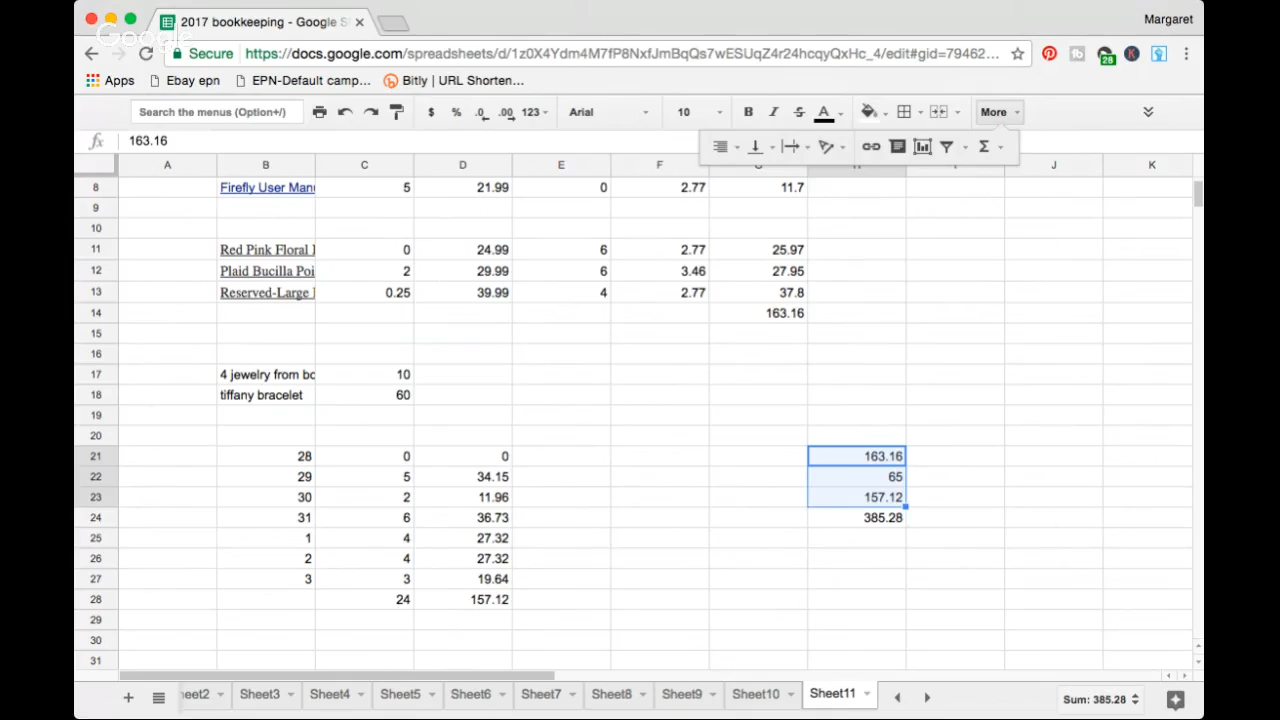 2017 bookkeeping - Google S
Margaret
Google
Secure https://docs.google.com/spreadsheets/d/1z0X4Ydm4M7fP8NxfJmBqQs7wESUqZ4r24hcqyQxHc_4/edit#gid=79462...
28
Apps Ebay epn EPN-Default camp... Bitly | URL Shorten...
Search the menus (Option+/) $ % .0 .00 123 Arial 10 B I S A More
fx 163.16
A B C D E F J K
8 Firefly User Man 5 21.99 0 2.77 11.7
9
10
11 Red Pink Floral 0 24.99 6 2.77 25.97
12 Plaid Bucilla Poi 2 29.99 6 3.46 27.95
13 Reserved-Large 0.25 39.99 4 2.77 37.8
14 163.16
15
16
17 4 jewelry from bo 10
18 tiffany bracelet 60
19
20
21 28 0 0 163.16
22 29 5 34.15 65
23 30 2 11.96 157.12
24 31 6 36.73 385.28
25 1 4 27.32
26 2 4 27.32
27 3 3 19.64
28 24 157.12
29
30
31
eet2 Sheet3 Sheet4 Sheet5 Sheet6 Sheet7 Sheet8 Sheet9 Sheet10 Sheet11 Sum: 385.28